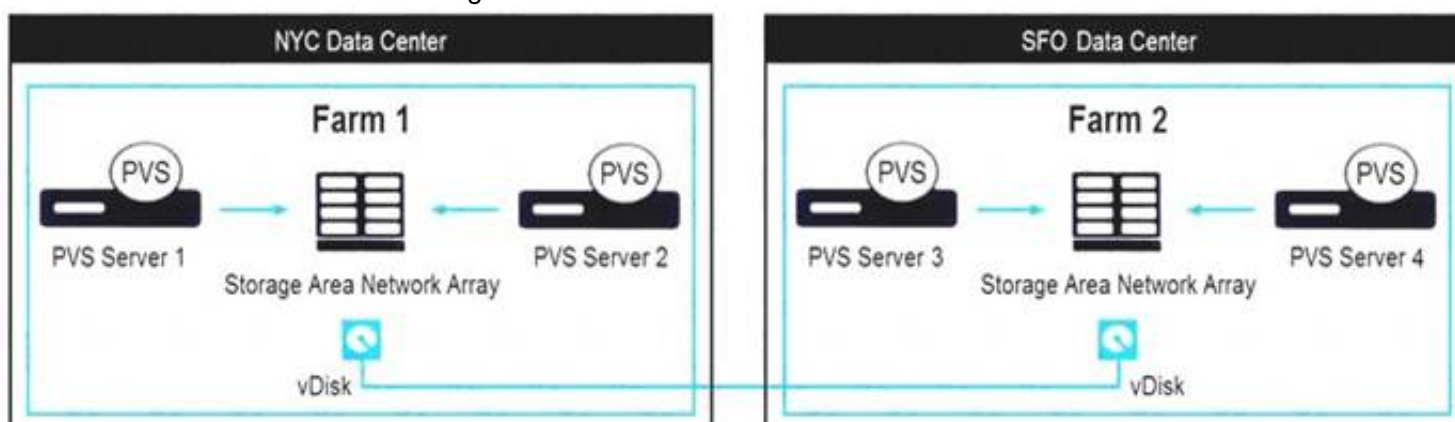 NYC Data Center
Farm 1
PVS
PVS
PVS Server 1
Storage Area Network Array
PVS Server 2
vDisk
SFO Data Center
Farm 2
PVS
PVS
PVS Server 3
Storage Area Network Array
PVS Server 4
vDisk